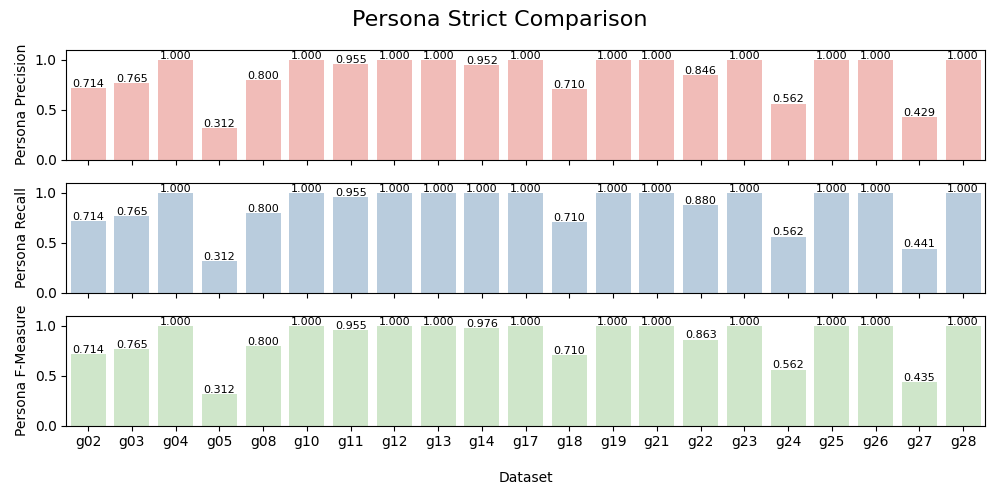 Persona Strict Comparison
Persona Precision
1.0
0.5
0.0
0.714 0.765 1.000 0.312 0.800 1.000 0.955 1.000 1.000 0.952 1.000 0.710 1.000 1.000 0.846 1.000 0.562 1.000 1.000 0.429 1.000
Persona Recall
1.0
0.5
0.0
0.714 0.765 1.000 0.312 0.800 1.000 0.955 1.000 1.000 1.000 1.000 0.710 1.000 1.000 0.880 1.000 0.562 1.000 1.000 0.441 1.000
Persona F-Measure
1.0
0.5
0.0
0.714 0.765 1.000 0.312 0.800 1.000 0.955 1.000 1.000 0.976 1.000 0.710 1.000 1.000 0.863 1.000 0.562 1.000 1.000 0.435 1.000
g02 g03 g04 g05 g08 g10 g11 g12 g13 g14 g17 g18 g19 g21 g22 g23 g24 g25 g26 g27 g28
Dataset